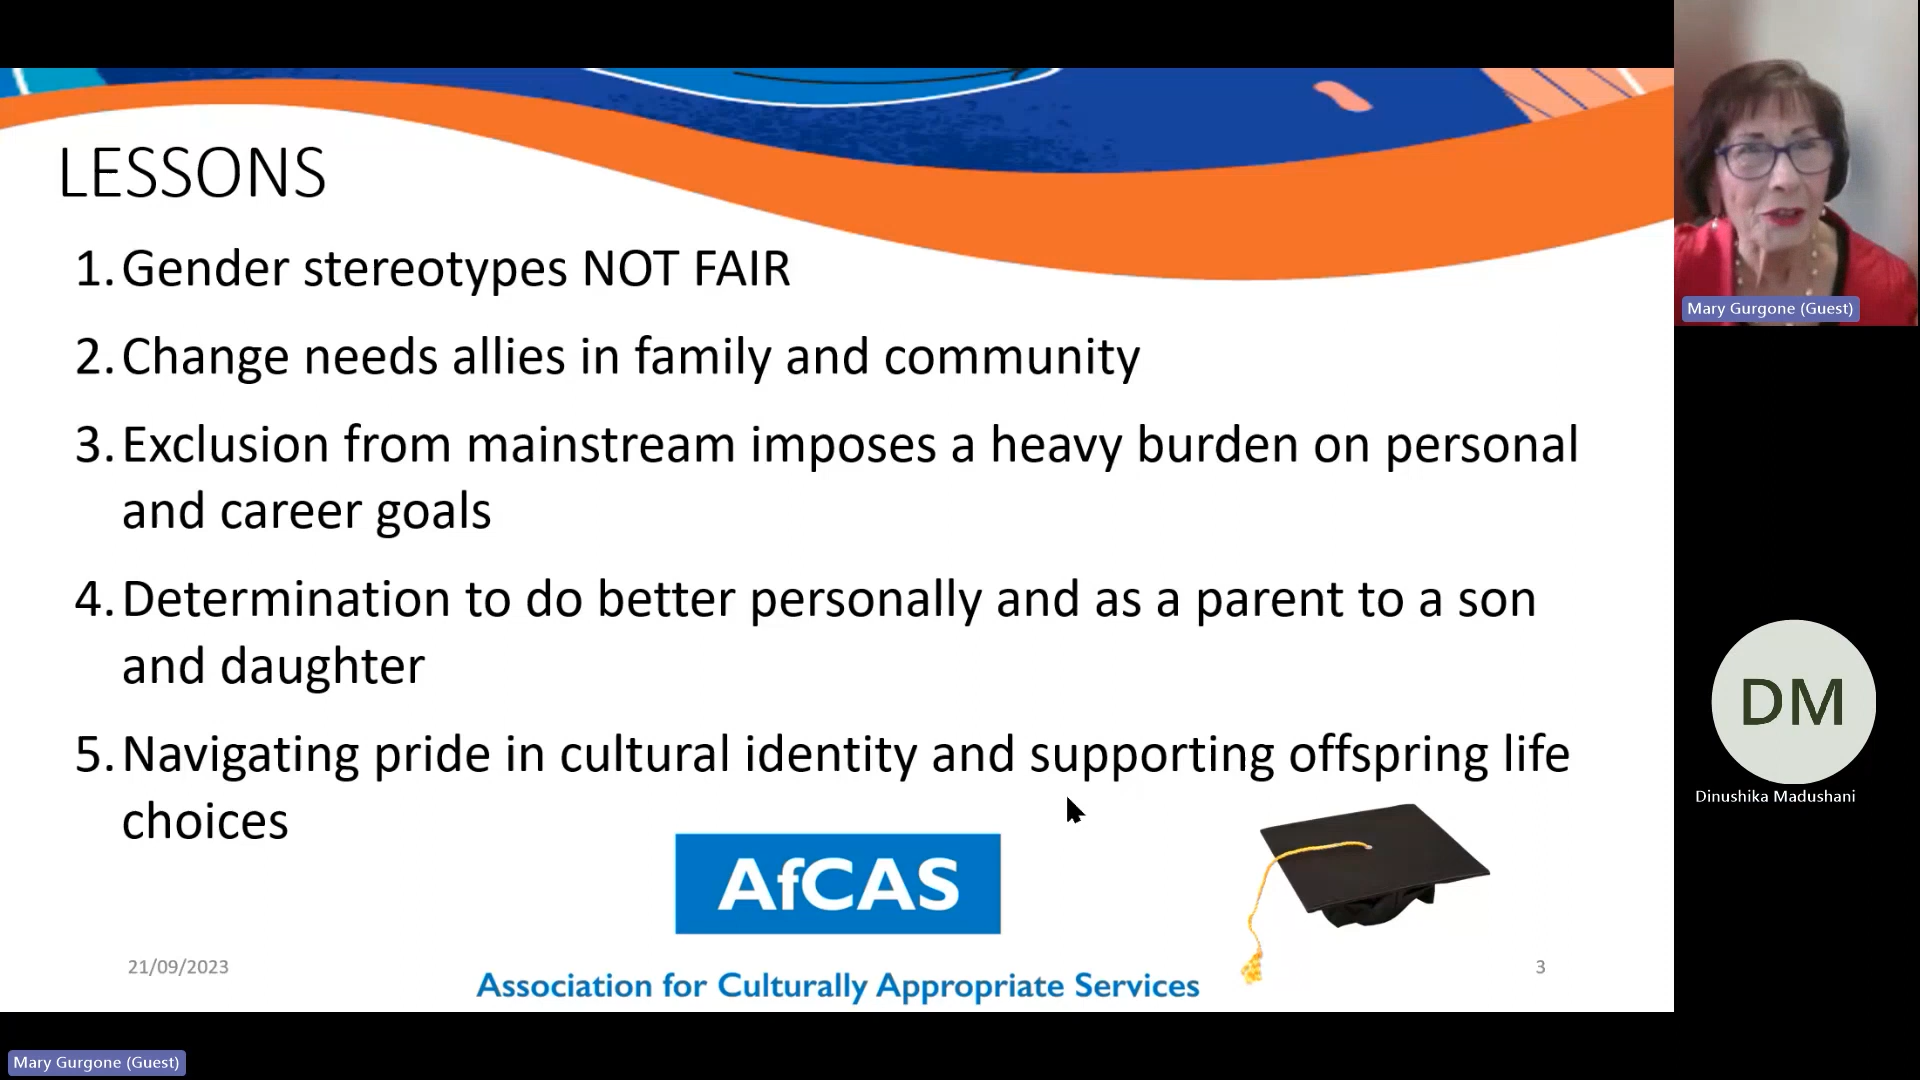 LESSONS
1. Gender stereotypes NOT FAIR
2. Change needs allies in family and community
3. Exclusion from mainstream imposes a heavy burden on personal
and career goals
4. Determination to do better personally and as a parent to a son
and daughter
5. Navigating pride in cultural identity and supporting offspring life
choices
AfCAS
Association for Culturally Appropriate Services
21/09/2023
3
Mary Gurgone (Guest)
DM
Dinushika Madushani
Mary Gurgone (Guest)